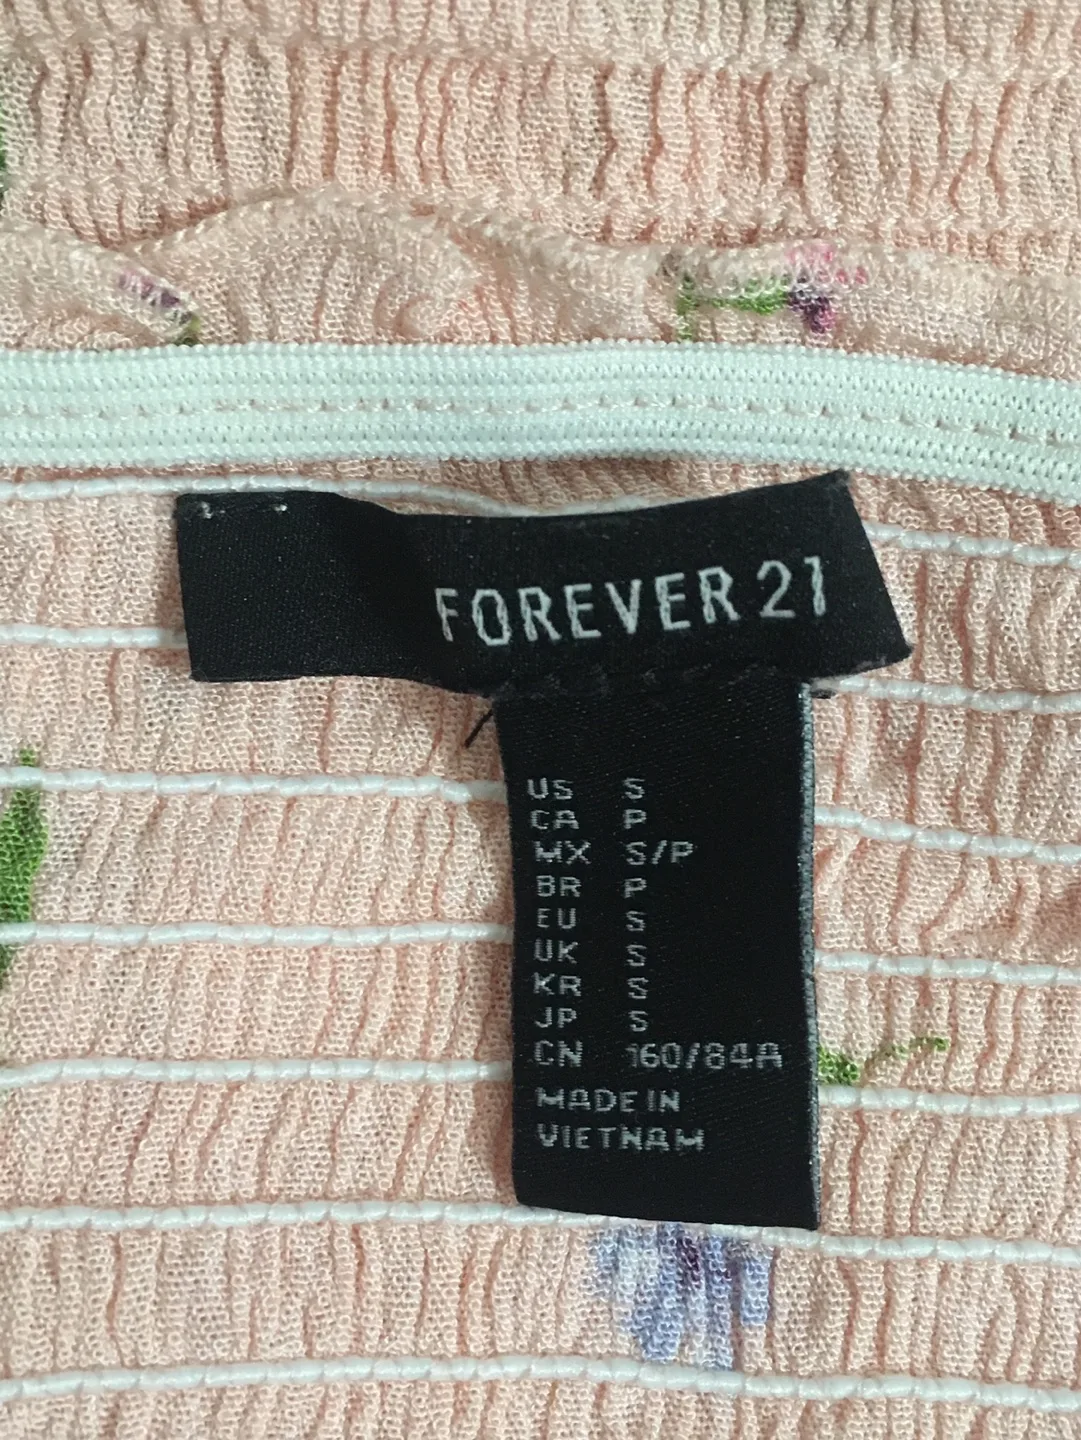 FOREVER 21
US S
CA P
MX S/P
BR P
EU S
UK S
KR S
JP S
CN 160/84A
MADE IN
VIETNAM